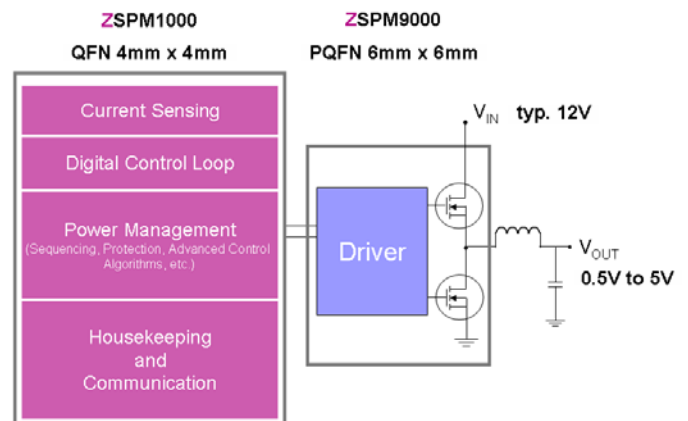 ZSPM1000
QFN 4mm x 4mm
ZSPM9000
PQFN 6mm x 6mm
Current Sensing
Digital Control Loop
Power Management
(Sequencing, Protection, Advanced Control
Algorithms, etc.)
Housekeeping
and
Communication
Driver
VIN typ. 12V
VOUT
0.5V to 5V